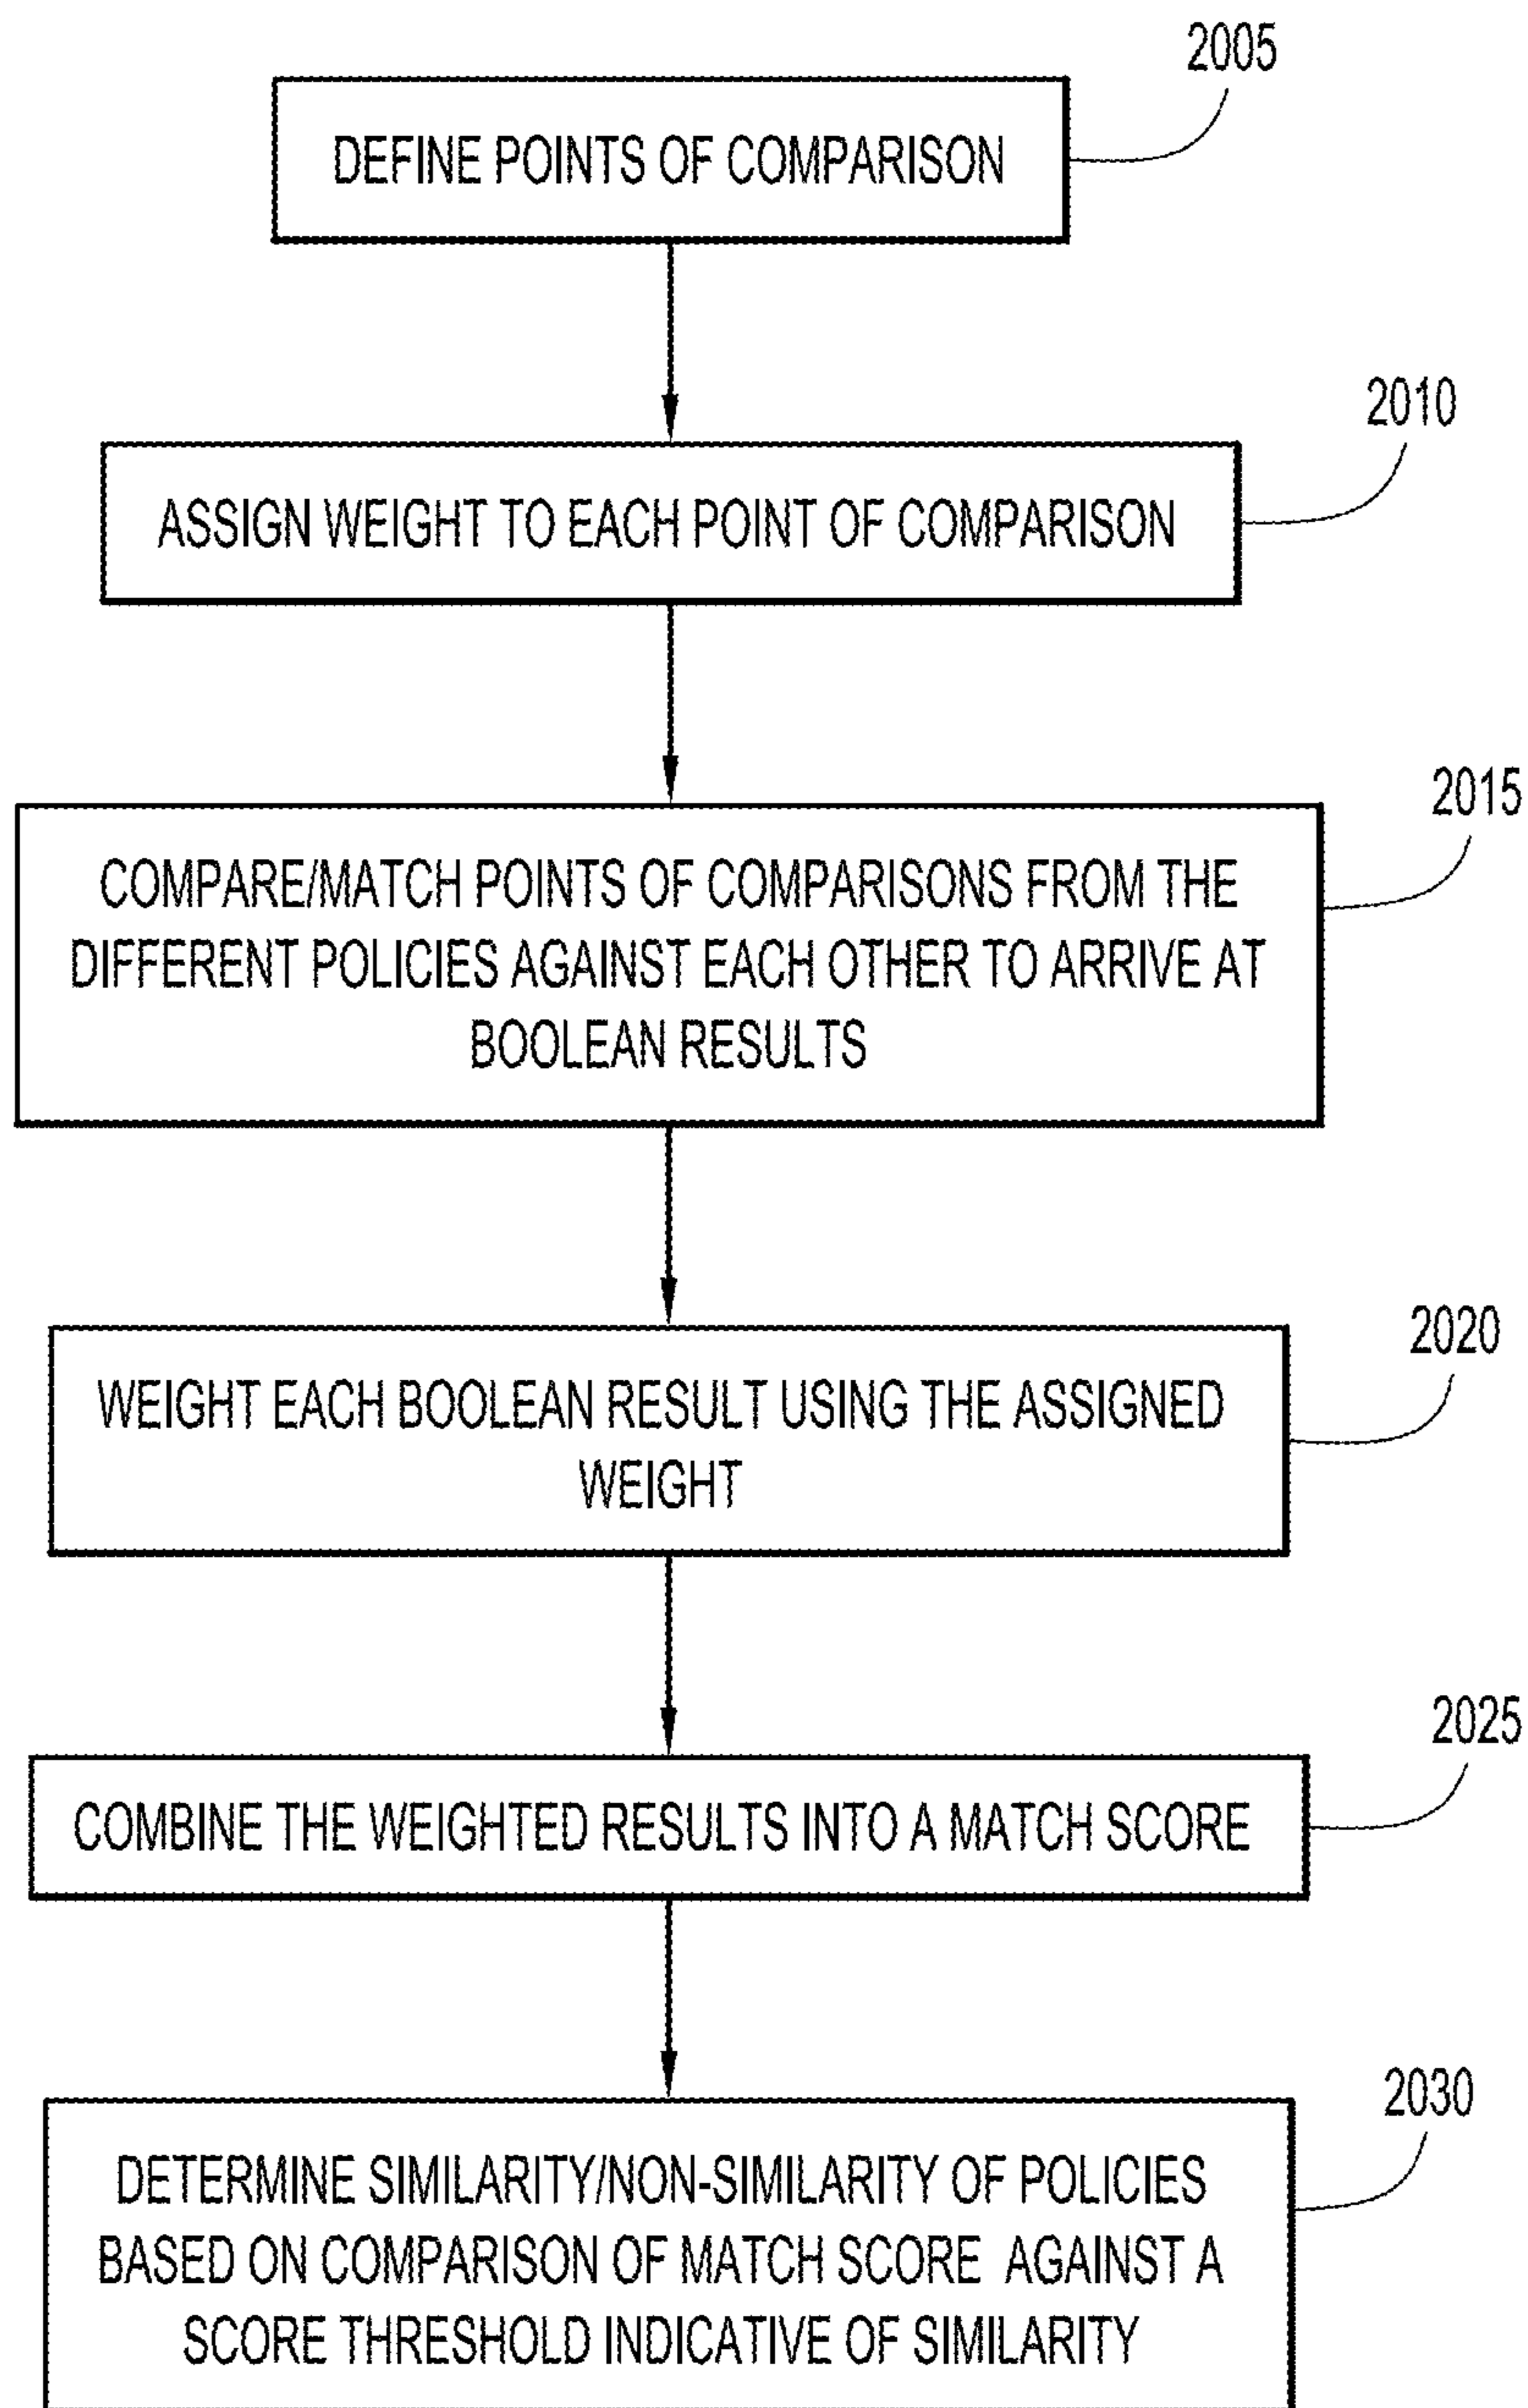 2005
DEFINE POINTS OF COMPARISON
2010
ASSIGN WEIGHT TO EACH POINT OF COMPARISON
2015
COMPARE/MATCH POINTS OF COMPARISONS FROM THE
DIFFERENT POLICIES AGAINST EACH OTHER TO ARRIVE AT
BOOLEAN RESULTS
2020
WEIGHT EACH BOOLEAN RESULT USING THE ASSIGNED
WEIGHT
2025
COMBINE THE WEIGHTED RESULTS INTO A MATCH SCORE
2030
DETERMINE SIMILARITY/NON-SIMILARITY OF POLICIES
BASED ON COMPARISON OF MATCH SCORE AGAINST A
SCORE THRESHOLD INDICATIVE OF SIMILARITY